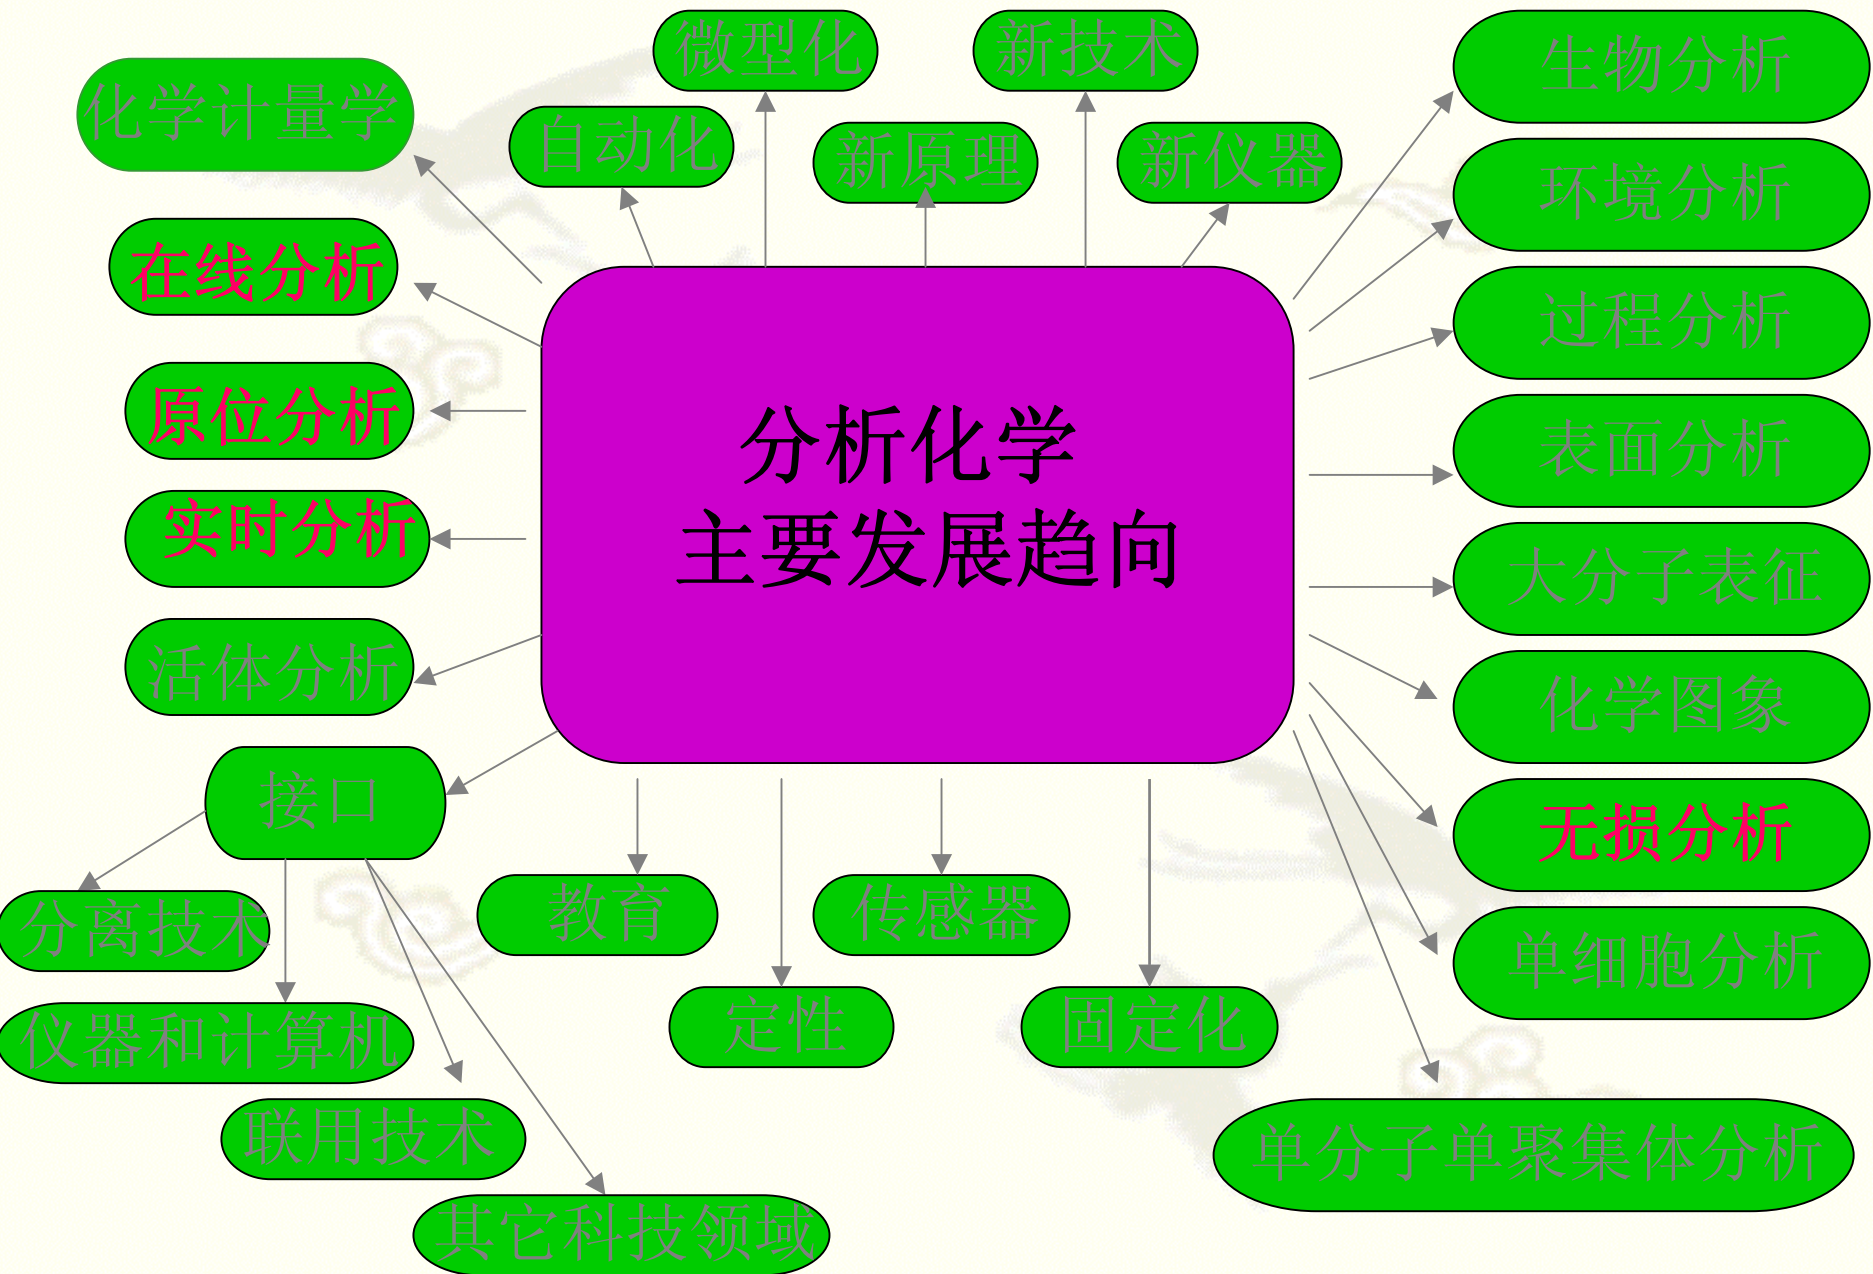 微型化
新技术
生物分析
化学计量学
自动化
新原理
新仪器
环境分析
在线分析
过程分析
原位分析
表面分析
分析化学
主要发展趋向
实时分析
大分子表征
活体分析
化学图象
接口
无损分析
分离技术
教育
传感器
单细胞分析
仪器和计算机
定性
固定化
联用技术
单分子单聚集体分析
其它科技领域